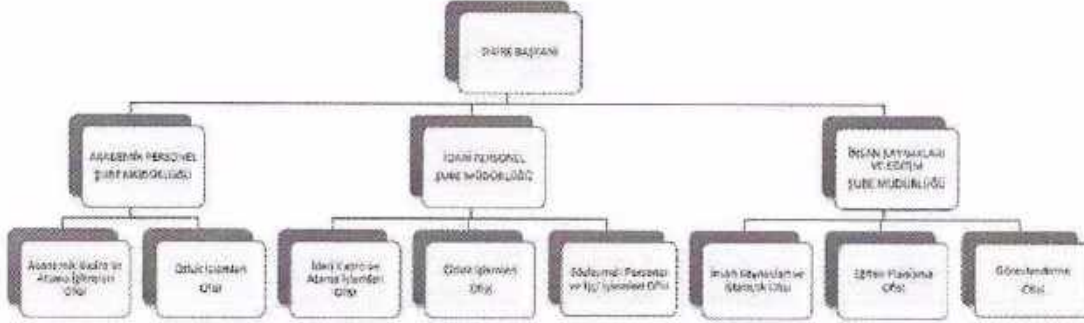 DAİRE BAŞKANI
AKADEMİK PERSONEL
ŞUBE MÜDÜRLÜĞÜ
İDARİ PERSONEL
ŞUBE MÜDÜRLÜĞÜ
İNSAN KAYNAKLARI
VE EĞİTİM
ŞUBE MÜDÜRLÜĞÜ
Akademik Kadro ve
Atama İşlemleri
Ofisi
Özlük İşlemleri
Ofisi
İdari Kadro ve
Atama İşlemleri
Ofisi
Özlük İşlemleri
Ofisi
Sözleşmeli Personel
ve İşçi İşlemleri Ofisi
İnsan Kaynakları ve
İstatistik Ofisi
Eğitim Planlama
Ofisi
Görevlendirme
Ofisi